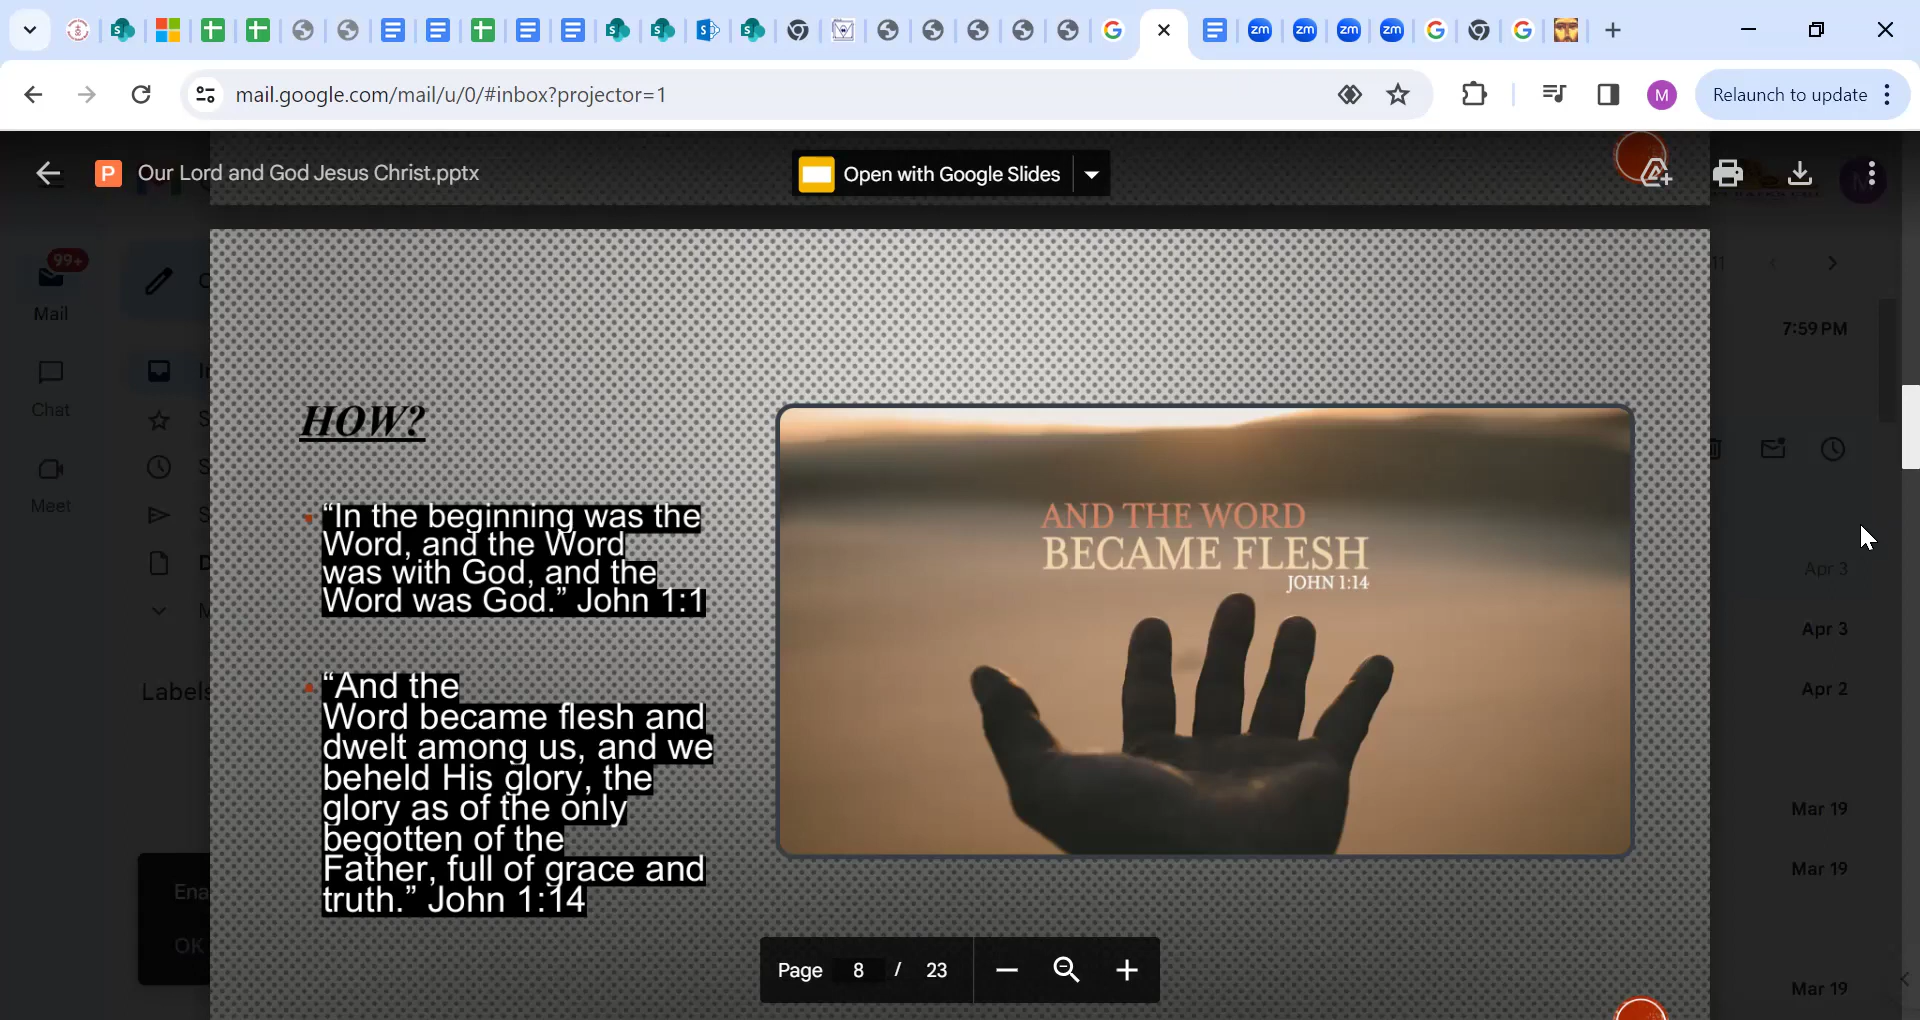 mail.google.com/mail/u/0/#inbox?projector=1
M
Relaunch to update
P Our Lord and God Jesus Christ.pptx
Open with Google Slides
99+
Mail
Chat
Meet
Labels
Ena
OK
11
7:59 PM
Apr 3
Apr 3
Apr 2
Mar 19
Mar 19
Mar 19
HOW?
“In the beginning was the
Word, and the Word
was with God, and the
Word was God.” John 1:1
“And the
Word became flesh and
dwelt among us, and we
beheld His glory, the
glory as of the only
begotten of the
Father, full of grace and
truth.” John 1:14
AND THE WORD
BECAME FLESH
JOHN 1:14
Page 8 / 23